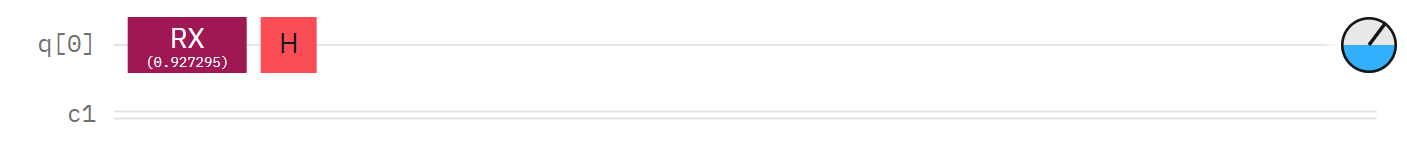 q[0] RX H
(0.927295)
c1